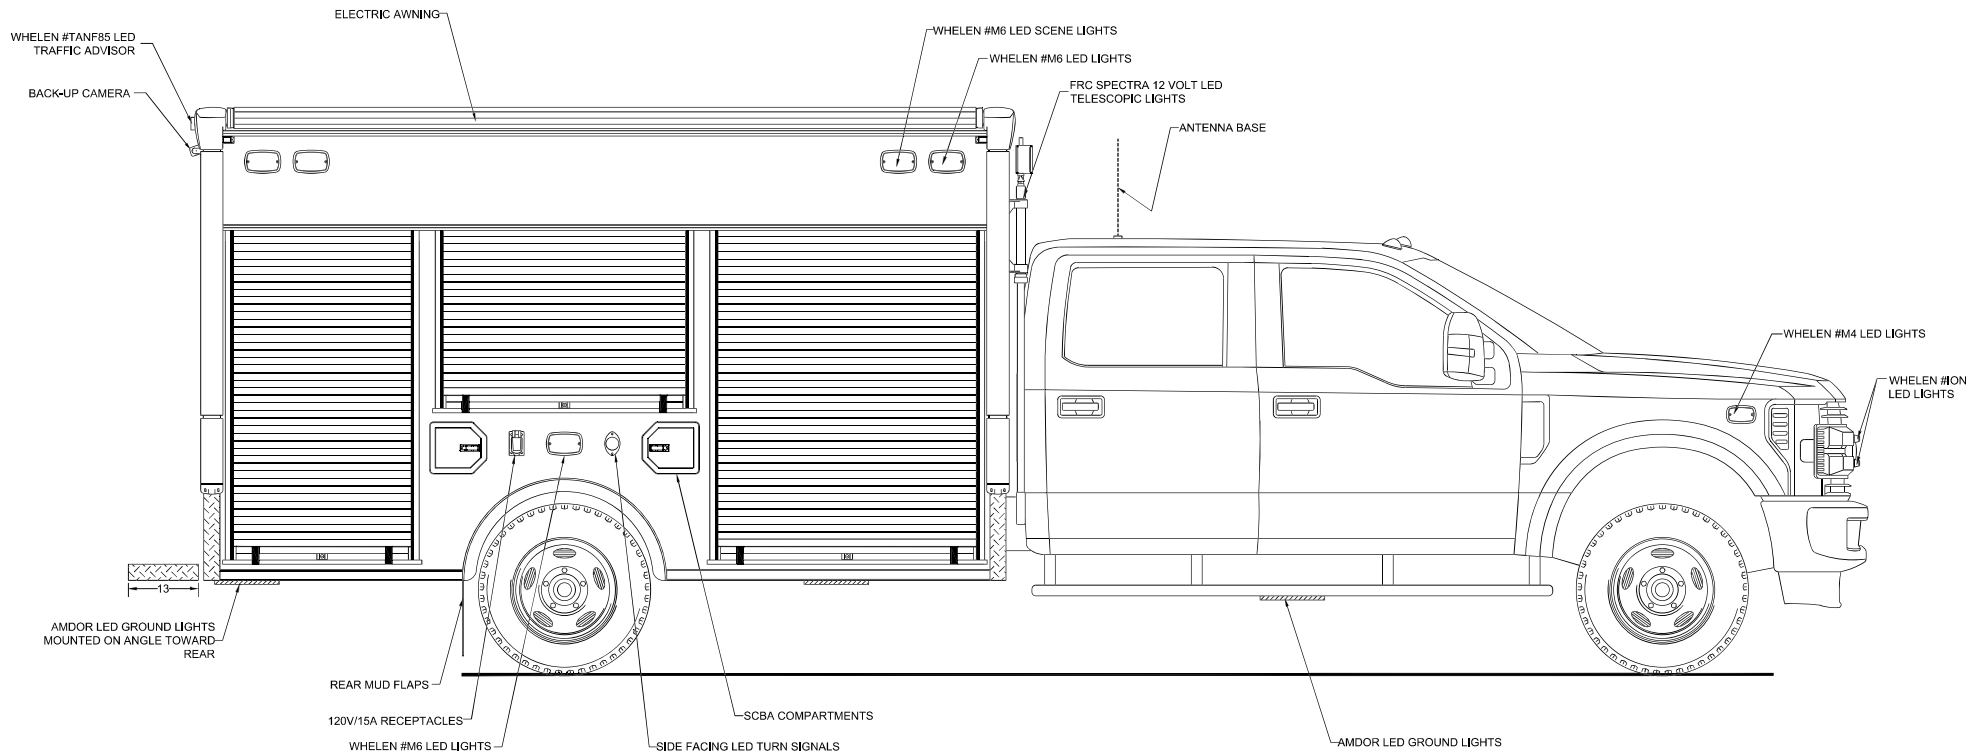 ELECTRIC AWNING
WHELEN #TANF85 LED
TRAFFIC ADVISOR
BACK-UP CAMERA
WHELEN #M6 LED SCENE LIGHTS
WHELEN #M6 LED LIGHTS
FRC SPECTRA 12 VOLT LED
TELESCOPIC LIGHTS
ANTENNA BASE
WHELEN #M4 LED LIGHTS
WHELEN #ION
LED LIGHTS
13
AMDOR LED GROUND LIGHTS
MOUNTED ON ANGLE TOWARD
REAR
REAR MUD FLAPS
120V/15A RECEPTACLES
WHELEN #M6 LED LIGHTS
SCBA COMPARTMENTS
SIDE FACING LED TURN SIGNALS
AMDOR LED GROUND LIGHTS